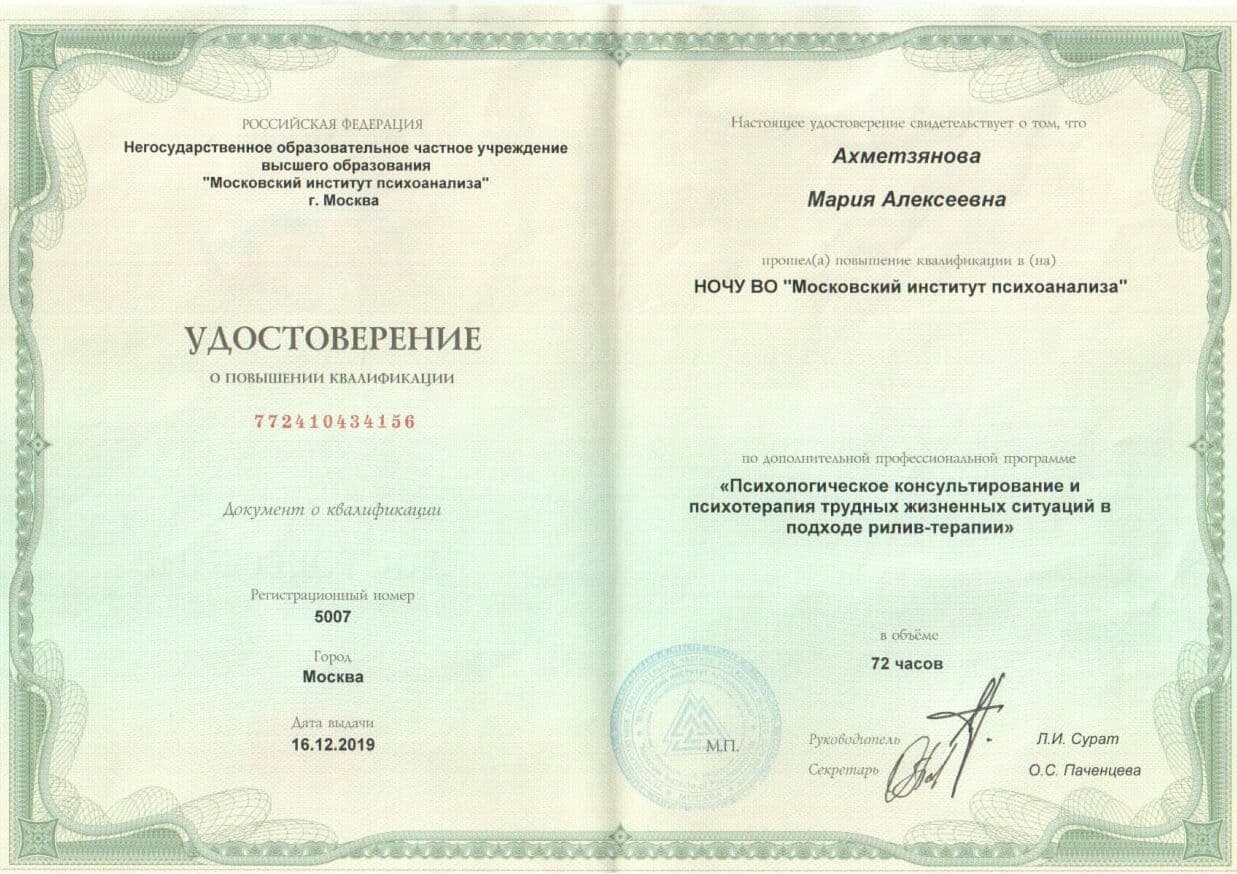 РОССИЙСКАЯ ФЕДЕРАЦИЯ
Негосударственное образовательное частное учреждение
высшего образования
"Московский институт психоанализа"
г. Москва
УДОСТОВЕРЕНИЕ
О ПОВЫШЕНИИ КВАЛИФИКАЦИИ
772410434156
Документ о квалификации
Регистрационный номер
5007
Город
Москва
Дата выдачи
16.12.2019
Настоящее удостоверение свидетельствует о том, что
Ахметзянова
Мария Алексеевна
прошел(а) повышение квалификации в (на)
НОЧУ ВО "Московский институт психоанализа"
по дополнительной профессиональной программе
«Психологическое консультирование и
психотерапия трудных жизненных ситуаций в
подходе рилив-терапии»
в объёме
72 часов
М.П.
Руководитель Л.И. Сурат
Секретарь О.С. Паченцева